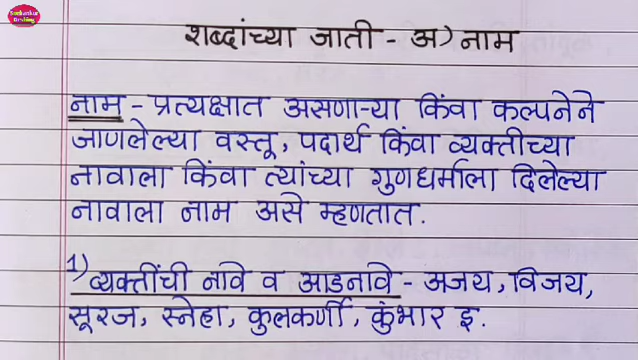 शब्दांच्या जाती - अ) नाम
नाम - प्रत्यक्षात असणाऱ्या किंवा कल्पनेने
जाणलेल्या वस्तू, पदार्थ किंवा व्यक्तीच्या
नावाला किंवा त्यांच्या गुणधर्माला दिलेल्या
नावाला नाम असे म्हणतात.
1) व्यक्तींची नावे व आडनावे - अजय, विजय,
सूरज, स्नेहा, कुलकर्णी, कुंभार इ.